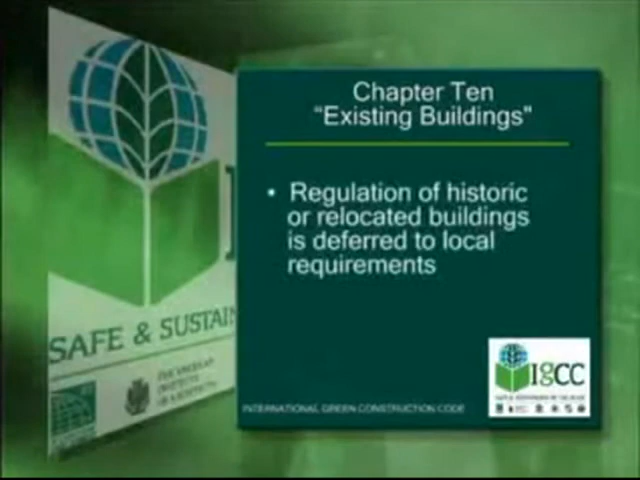 Chapter Ten
“Existing Buildings"
• Regulation of historic
or relocated buildings
is deferred to local
requirements
SAFE & SUSTAIN
INTERNATIONAL GREEN CONSTRUCTION CODE
IgCC